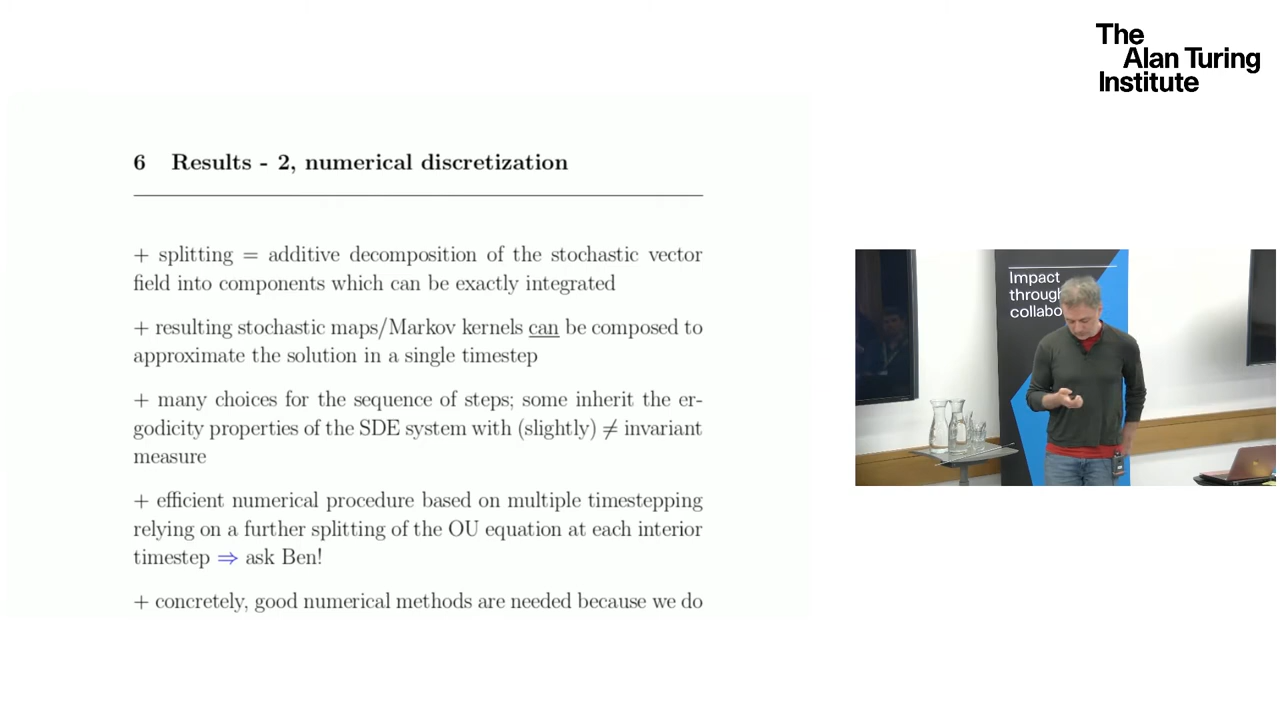 The
Alan Turing
Institute
6 Results - 2, numerical discretization
+ splitting = additive decomposition of the stochastic vector
field into components which can be exactly integrated
+ resulting stochastic maps/Markov kernels can be composed to
approximate the solution in a single timestep
+ many choices for the sequence of steps; some inherit the er-
godicity properties of the SDE system with (slightly) ≠ invariant
measure
+ efficient numerical procedure based on multiple timestepping
relying on a further splitting of the OU equation at each interior
timestep ⇒ ask Ben!
+ concretely, good numerical methods are needed because we do
Impact
through
collabo